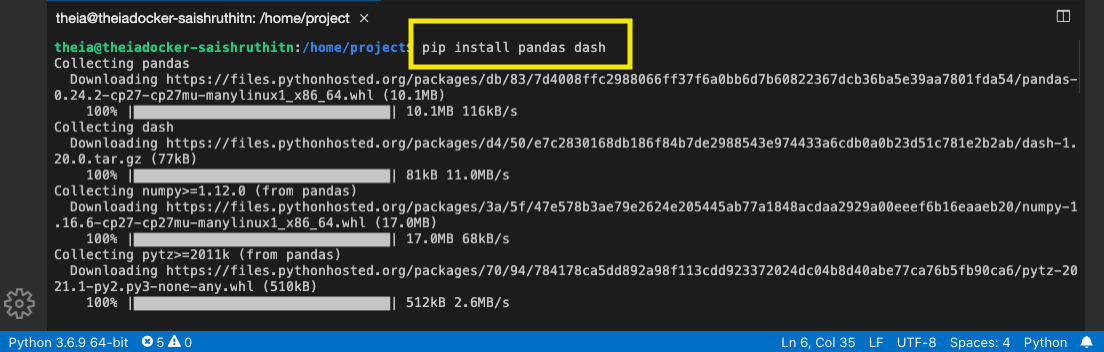 theia@theiadocker-saishruthitn: /home/project ×
theia@theiadocker-saishruthitn:/home/project$ pip install pandas dash
Collecting pandas
  Downloading https://files.pythonhosted.org/packages/db/83/7d4008ffc2988066ff37f6a0bb6d7b60822367dcb36ba5e39aa7801fda54/pandas-
0.24.2-cp27-cp27mu-manylinux1_x86_64.whl (10.1MB)
    100% |████████████████████████████████| 10.1MB 116kB/s
Collecting dash
  Downloading https://files.pythonhosted.org/packages/d4/50/e7c2830168db186f84b7de2988543e974433a6cdb0a0b23d51c781e2b2ab/dash-1.
20.0.tar.gz (77kB)
    100% |████████████████████████████████| 81kB 11.0MB/s
Collecting numpy>=1.12.0 (from pandas)
  Downloading https://files.pythonhosted.org/packages/3a/5f/47e578b3ae79e2624e205445ab77a1848acdaa2929a00eeef6b16eaaeb20/numpy-1
.16.6-cp27-cp27mu-manylinux1_x86_64.whl (17.0MB)
    100% |████████████████████████████████| 17.0MB 68kB/s
Collecting pytz>=2011k (from pandas)
  Downloading https://files.pythonhosted.org/packages/70/94/784178ca5dd892a98f113cdd923372024dc04b8d40abe77ca76b5fb90ca6/pytz-20
21.1-py2.py3-none-any.whl (510kB)
    100% |████████████████████████████████| 512kB 2.6MB/s
Python 3.6.9 64-bit 5 0 Ln 6, Col 35 LF UTF-8 Spaces: 4 Python